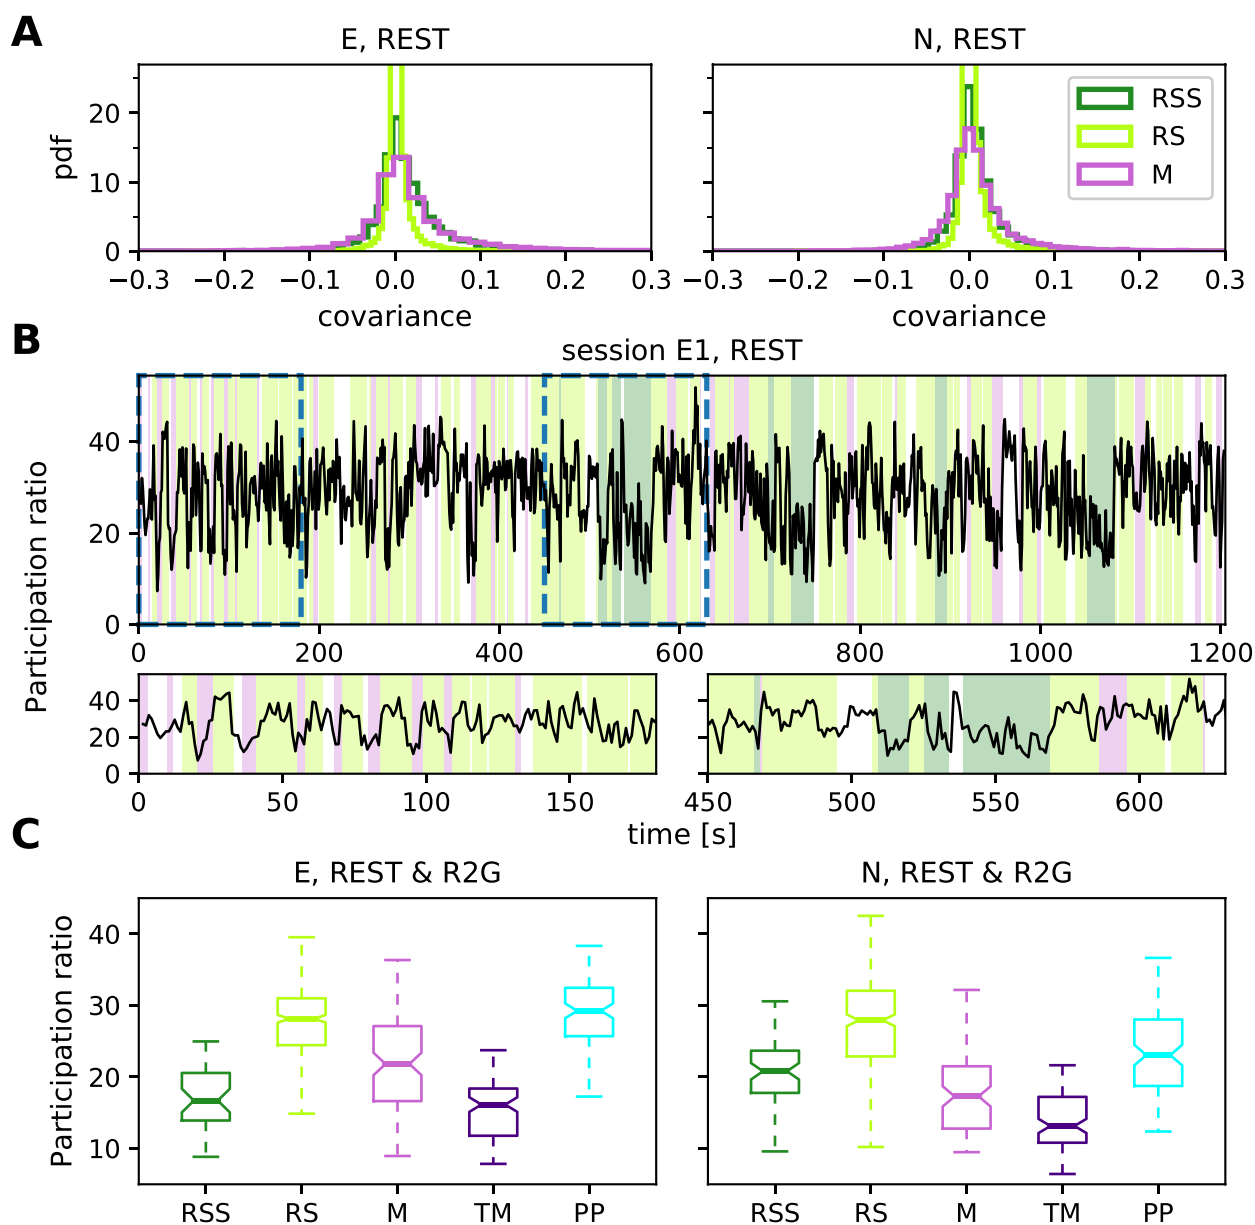 A
E, REST
N, REST
pdf
20
10
0
−0.3 −0.2 −0.1 0.0 0.1 0.2 0.3
covariance
RSS
RS
M
−0.3 −0.2 −0.1 0.0 0.1 0.2 0.3
covariance
B
session E1, REST
Participation ratio
40
20
0
0 200 400 600 800 1000 1200
40
20
0
0 50 100 150
450 500 550 600
time [s]
C
E, REST & R2G
N, REST & R2G
Participation ratio
40
30
20
10
RSS RS M TM PP
RSS RS M TM PP